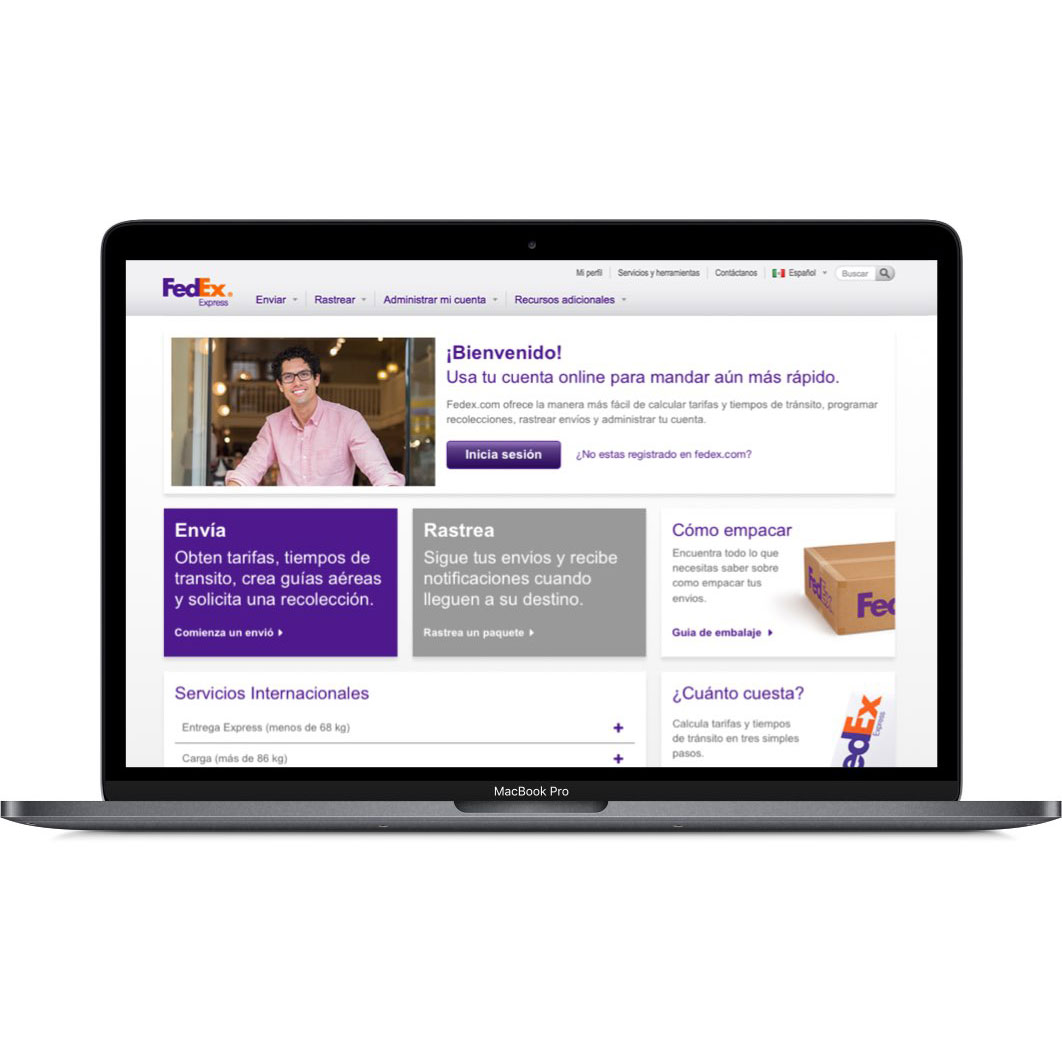 Mi perfil Servicios y herramientas Contáctanos Español Buscar
FedEx®
Express
Enviar Rastrear Administrar mi cuenta Recursos adicionales
¡Bienvenido!
Usa tu cuenta online para mandar aún más rápido.
Fedex.com ofrece la manera más fácil de calcular tarifas y tiempos de tránsito, programar
recolecciones, rastrear envíos y administrar tu cuenta.
Inicia sesión ¿No estas registrado en fedex.com?
Envía
Obten tarifas, tiempos de
transito, crea guías aéreas
y solicita una recolección.
Comienza un envió
Rastrea
Sigue tus envios y recibe
notificaciones cuando
lleguen a su destino.
Rastrea un paquete
Cómo empacar
Encuentra todo lo que
necesitas saber sobre
como empacar tus
envios.
Guia de embalaje
FedEx
Fed
Servicios Internacionales
Entrega Express (menos de 68 kg) +
Carga (más de 86 kg) +
¿Cuánto cuesta?
Calcula tarifas y tiempos
de tránsito en tres simples
pasos.
edEx
Express
MacBook Pro